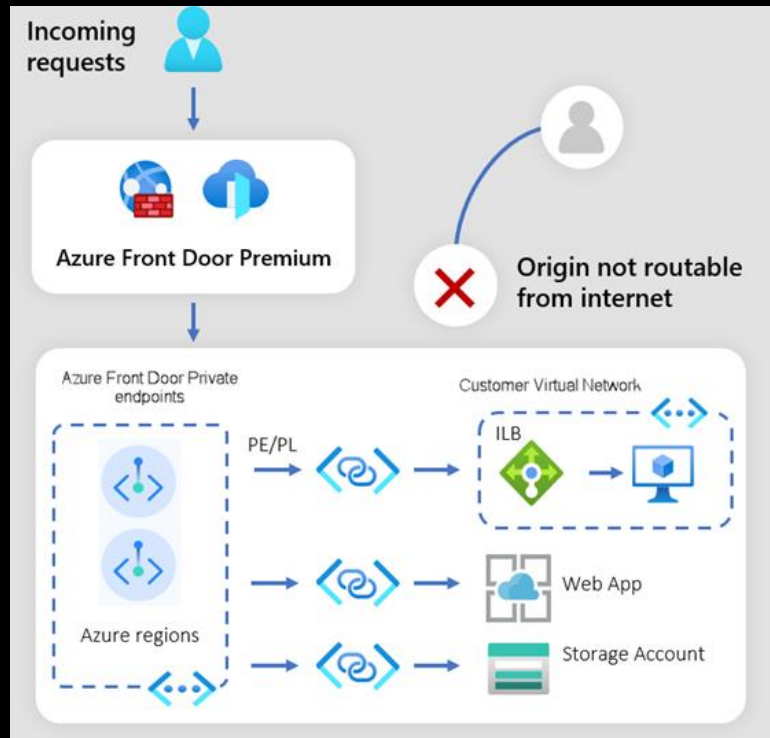 Incoming
requests
Azure Front Door Premium
Origin not routable
from internet
Azure Front Door Private
endpoints
Customer Virtual Network
PE/PL
ILB
Azure regions
Web App
Storage Account